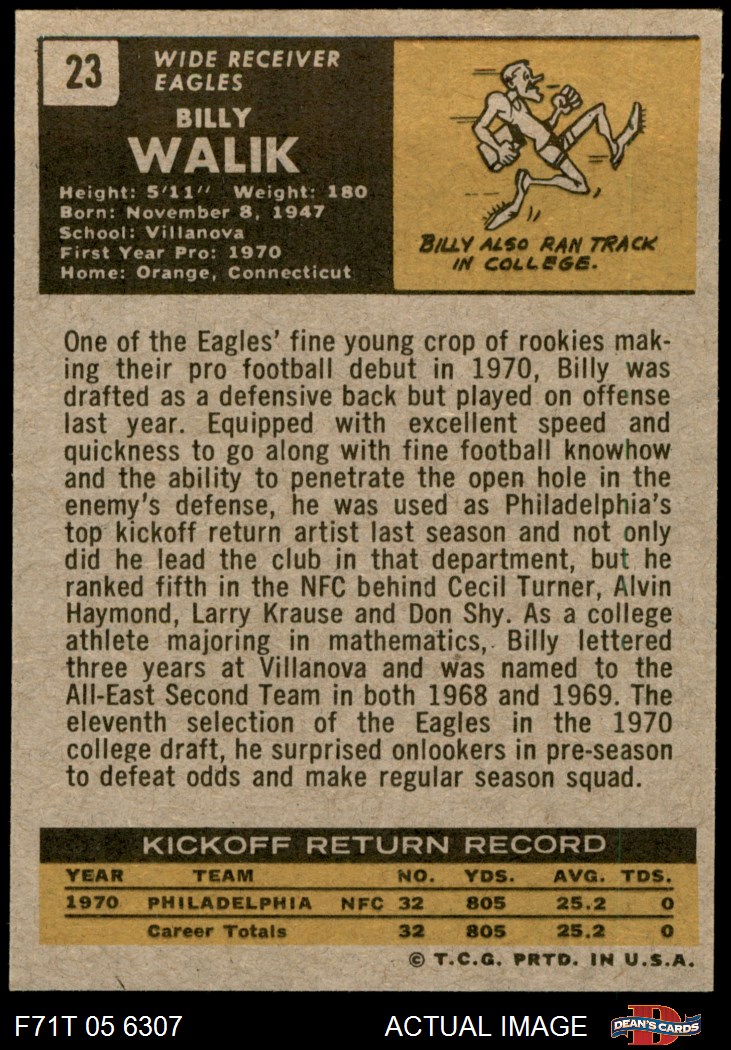 23
WIDE RECEIVER
EAGLES
BILLY
WALIK
Height: 5'11" Weight: 180
Born: November 8, 1947
School: Villanova
First Year Pro: 1970
Home: Orange, Connecticut
BILLY ALSO RAN TRACK
IN COLLEGE.
One of the Eagles' fine young crop of rookies mak-
ing their pro football debut in 1970, Billy was
drafted as a defensive back but played on offense
last year. Equipped with excellent speed and
quickness to go along with fine football knowhow
and the ability to penetrate the open hole in the
enemy's defense, he was used as Philadelphia's
top kickoff return artist last season and not only
did he lead the club in that department, but he
ranked fifth in the NFC behind Cecil Turner, Alvin
Haymond, Larry Krause and Don Shy. As a college
athlete majoring in mathematics, Billy lettered
three years at Villanova and was named to the
All-East Second Team in both 1968 and 1969. The
eleventh selection of the Eagles in the 1970
college draft, he surprised onlookers in pre-season
to defeat odds and make regular season squad.
KICKOFF RETURN RECORD
YEAR TEAM NO. YDS. AVG. TDS.
1970 PHILADELPHIA NFC 32 805 25.2 0
Career Totals 32 805 25.2 0
© T.C.G. PRTD. IN U.S.A.
F71T 05 6307 ACTUAL IMAGE D DEAN'S CARDS